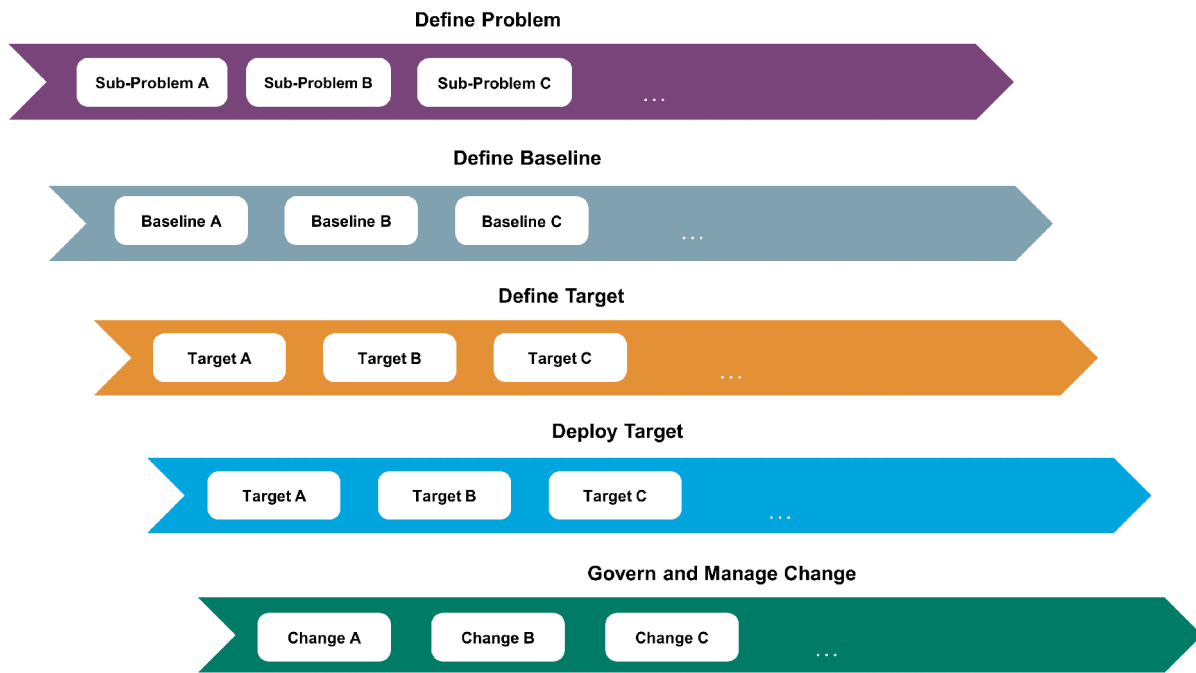 Define Problem
Sub-Problem A
Sub-Problem B
Sub-Problem C
...
Define Baseline
Baseline A
Baseline B
Baseline C
...
Define Target
Target A
Target B
Target C
...
Deploy Target
Target A
Target B
Target C
...
Govern and Manage Change
Change A
Change B
Change C
...